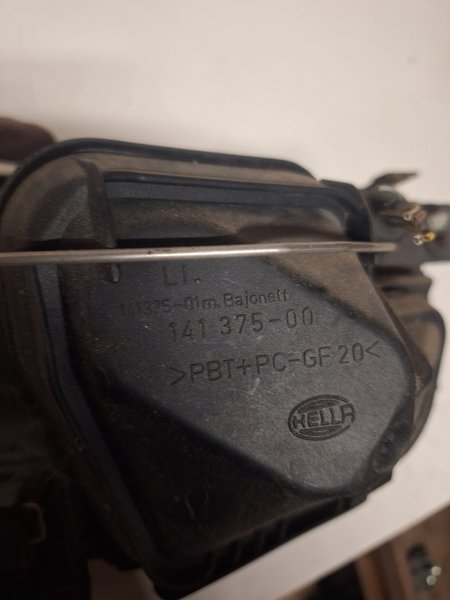 LI.
141375-01m. Bajonett
141 375-00
>PBT+PC-GF20<
HELLA